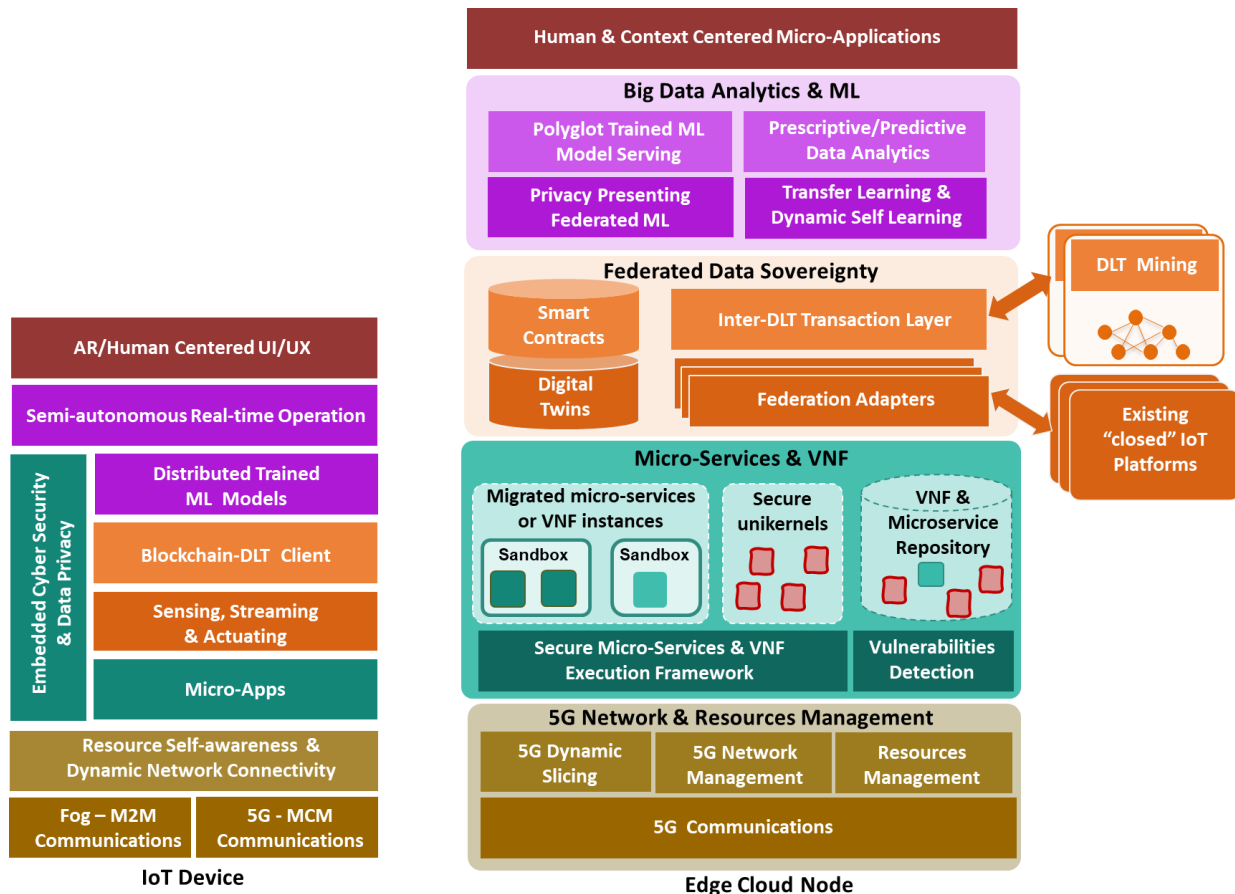 Human & Context Centered Micro-Applications
Big Data Analytics & ML
Polyglot Trained ML
Model Serving
Prescriptive/Predictive
Data Analytics
Privacy Presenting
Federated ML
Transfer Learning &
Dynamic Self Learning
Federated Data Sovereignty
Smart
Contracts
Inter-DLT Transaction Layer
DLT Mining
Digital
Twins
Federation Adapters
Existing
“closed” IoT
Platforms
Micro-Services & VNF
Migrated micro-services
or VNF instances
Sandbox
Sandbox
Secure
unikernels
VNF &
Microservice
Repository
Secure Micro-Services & VNF
Execution Framework
Vulnerabilities
Detection
5G Network & Resources Management
5G Dynamic
Slicing
5G Network
Management
Resources
Management
5G Communications
Edge Cloud Node
AR/Human Centered UI/UX
Semi-autonomous Real-time Operation
Embedded Cyber Security
& Data Privacy
Distributed Trained
ML Models
Blockchain-DLT Client
Sensing, Streaming
& Actuating
Micro-Apps
Resource Self-awareness &
Dynamic Network Connectivity
Fog – M2M
Communications
5G - MCM
Communications
IoT Device